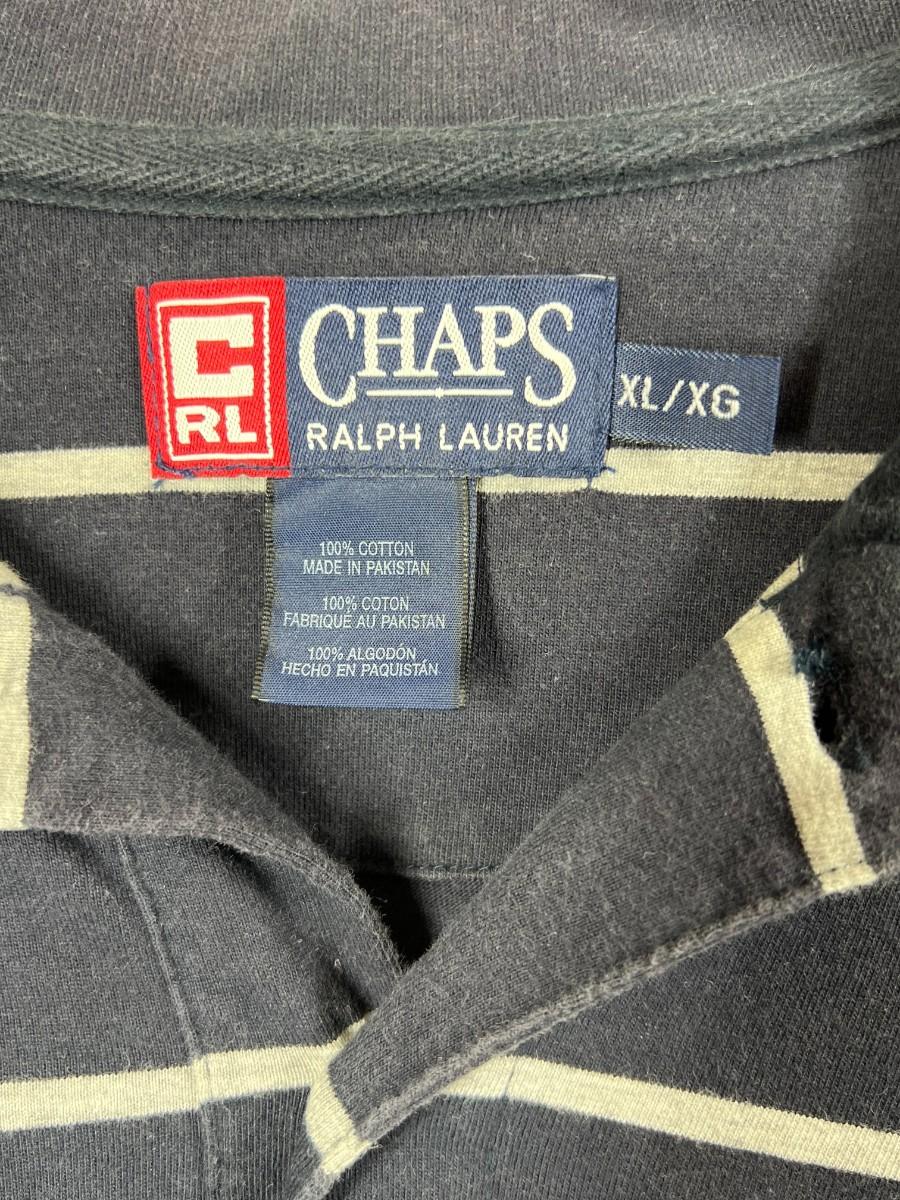 C
RL
CHAPS
RALPH LAUREN
XL/XG
100% COTTON
MADE IN PAKISTAN
100% COTON
FABRIQUÉ AU PAKISTAN
100% ALGODÓN
HECHO EN PAQUISTÁN